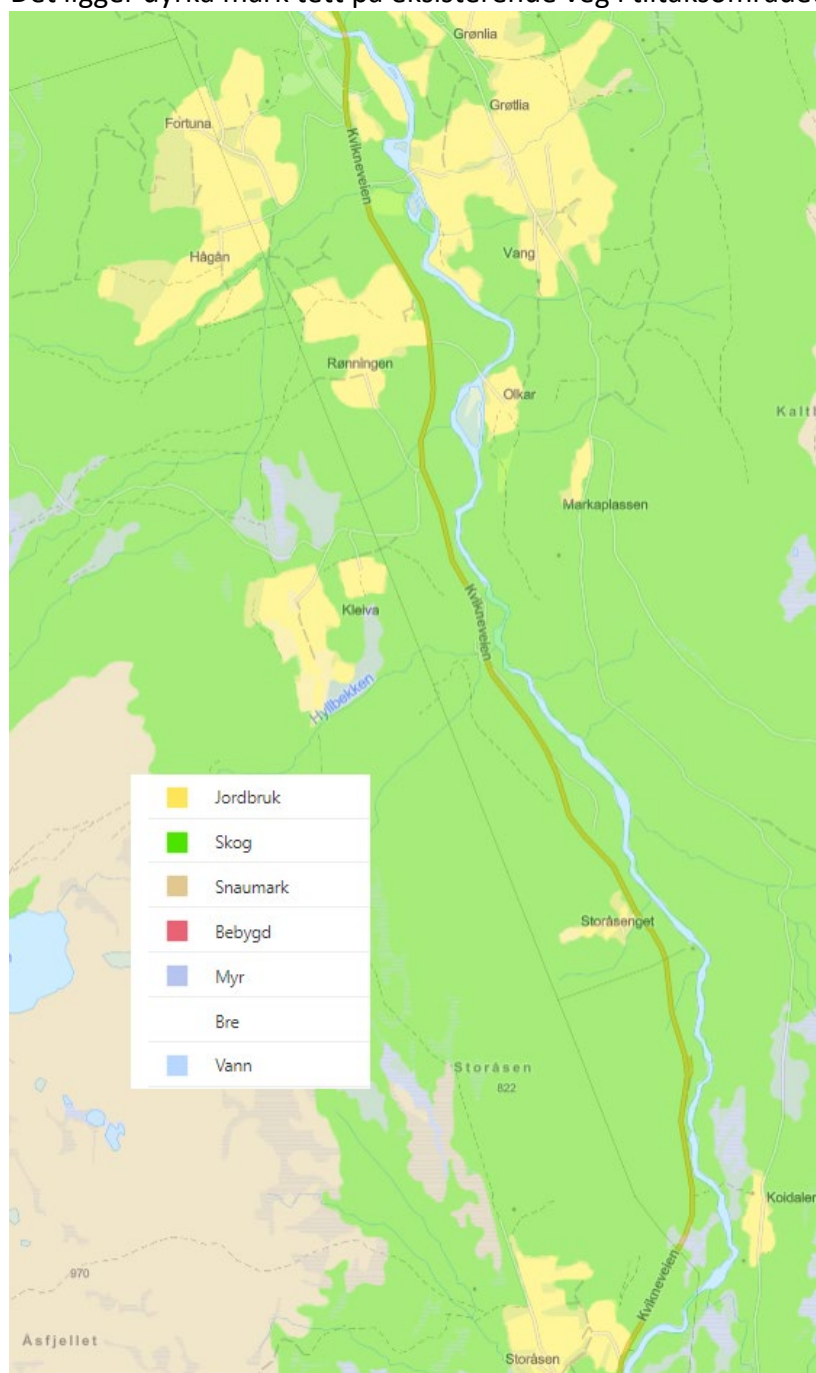 Det ligger dyrka mark tett på eksisterende veg i tiltaksområdet
Grønlia
Grøtlia
Fortuna
Kvikneveien
Hågån
Vang
Rønningen
Olkar
Markaplassen
Kleiva
Kvikneveien
Hyllbekken
Jordbruk
Skog
Snaumark
Bebygd
Myr
Bre
Vann
Storåsenget
Storåsen
822
Koidalen
970
Kvikneveien
Åsfjellet
Storåsen